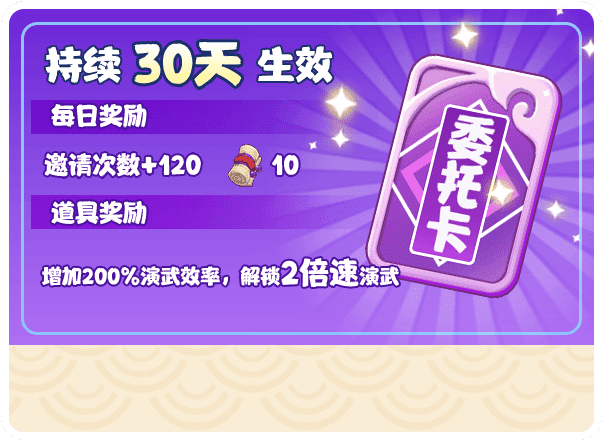 持续 30天 生效
每日奖励
邀请次数+120 10
道具奖励
增加200%演武效率，解锁2倍速演武
委托卡